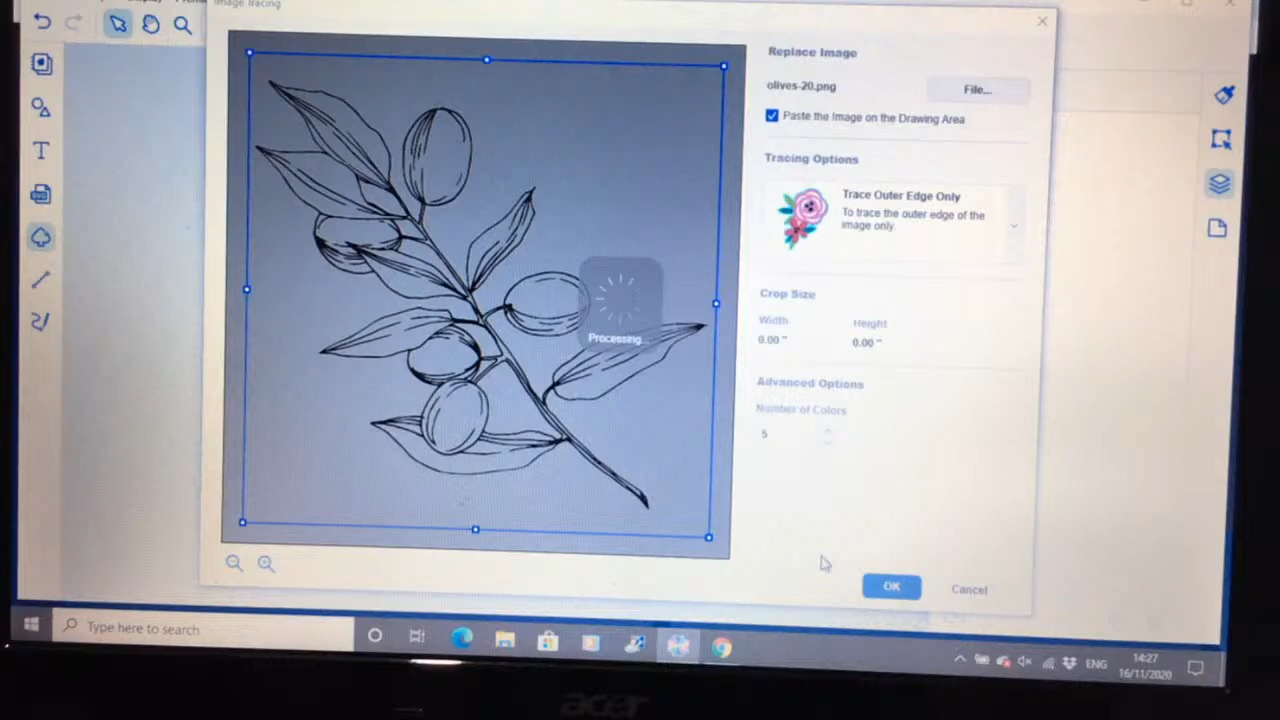 Image Tracing
Replace Image
olives-20.png
File...
Paste the Image on the Drawing Area
Tracing Options
Trace Outer Edge Only
To trace the outer edge of the
image only.
Crop Size
Width
Height
0.00 "
0.00 "
Advanced Options
Number of Colors
5
Processing...
OK
Cancel
T
SVG
Type here to search
ENG
14:27
16/11/2020
acer